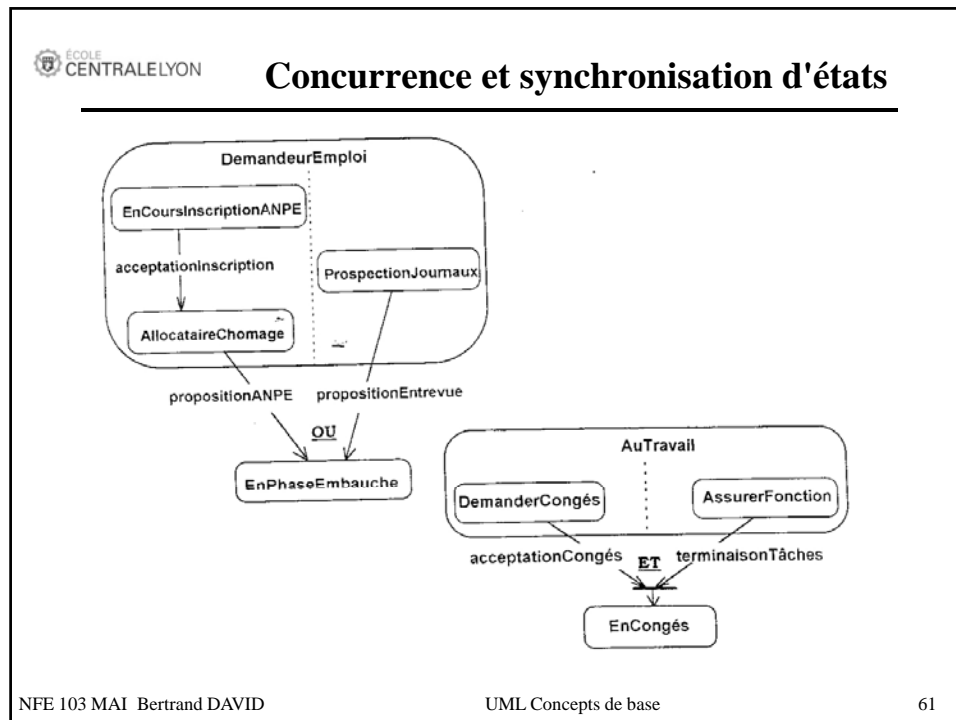 ÉCOLE
CENTRALELYON
Concurrence et synchronisation d'états
DemandeurEmploi
EnCoursInscriptionANPE
acceptationInscription
ProspectionJournaux
AllocataireChomage
propositionANPE
propositionEntrevue
OU
EnPhaseEmbauche
AuTravail
DemanderCongés
AssurerFonction
acceptationCongés
ET
terminaisonTâches
EnCongés
NFE 103 MAI Bertrand DAVID
UML Concepts de base
61